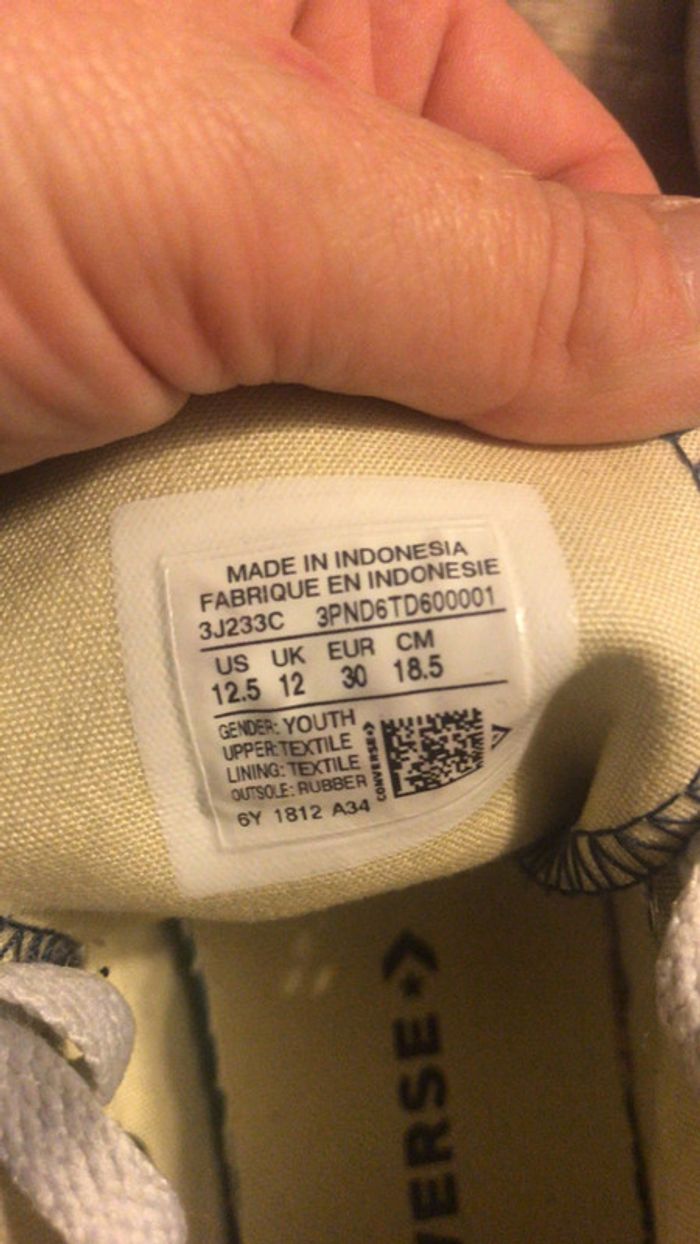 MADE IN INDONESIA
FABRIQUE EN INDONESIE
3J233C 3PND6TD600001
US UK EUR CM
12.5 12 30 18.5
GENDER: YOUTH
UPPER: TEXTILE
LINING: TEXTILE
OUTSOLE: RUBBER
6Y 1812 A34
CONVERSE
VERSE